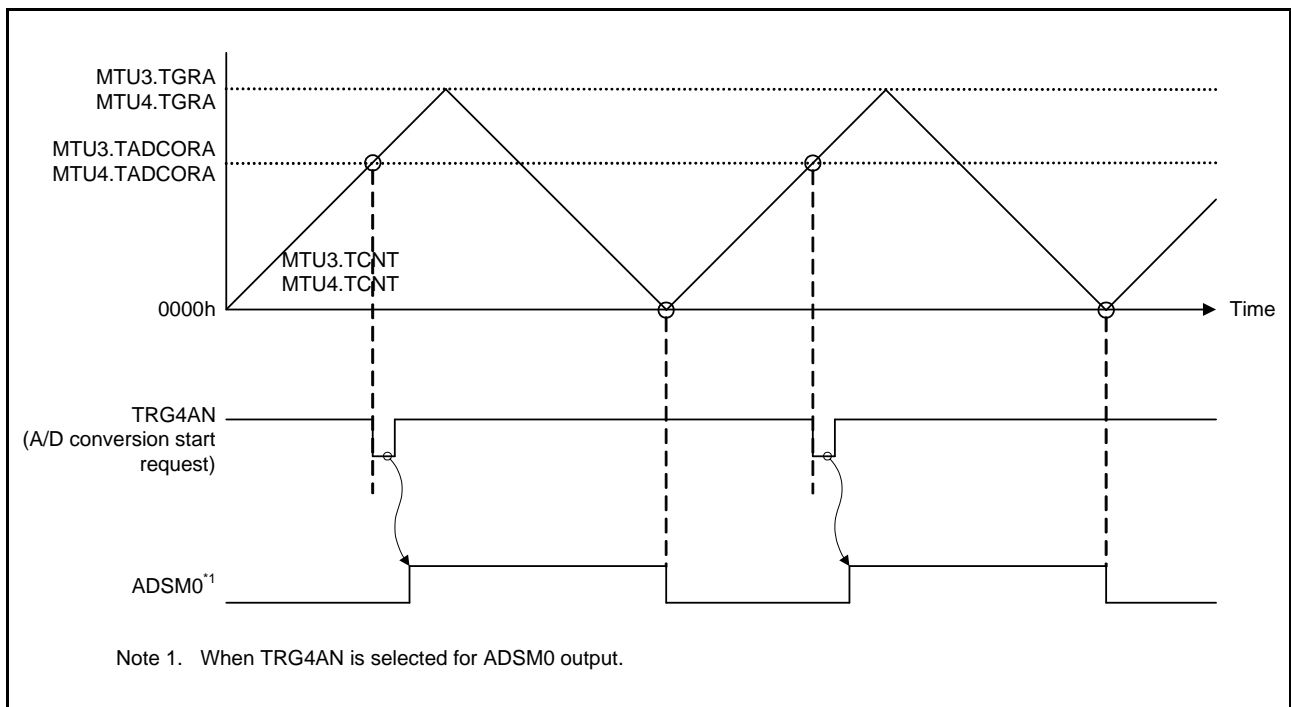 MTU3.TGRA
MTU4.TGRA
MTU3.TADCORA
MTU4.TADCORA
MTU3.TCNT
MTU4.TCNT
0000h
Time
TRG4AN
(A/D conversion start
request)
ADSM0*1
Note 1. When TRG4AN is selected for ADSM0 output.